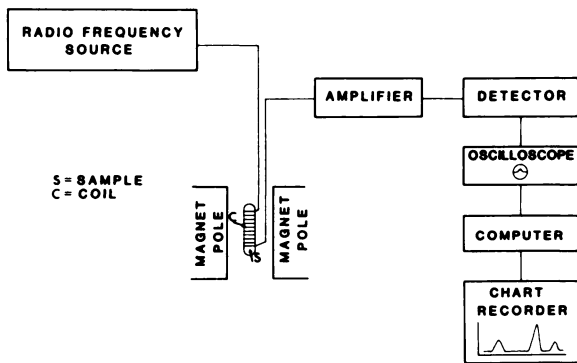 RADIO FREQUENCY
SOURCE
AMPLIFIER
DETECTOR
OSCILLOSCOPE
S = SAMPLE
C = COIL
MAGNET
POLE
C
S
MAGNET
POLE
COMPUTER
CHART
RECORDER